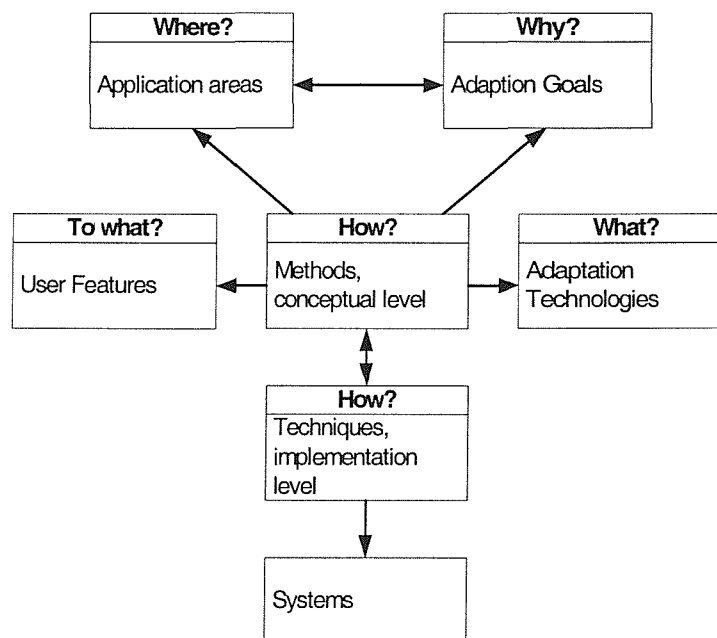 Where?
Application areas
Why?
Adaption Goals
To what?
User Features
How?
Methods,
conceptual level
What?
Adaptation
Technologies
How?
Techniques,
implementation
level
Systems